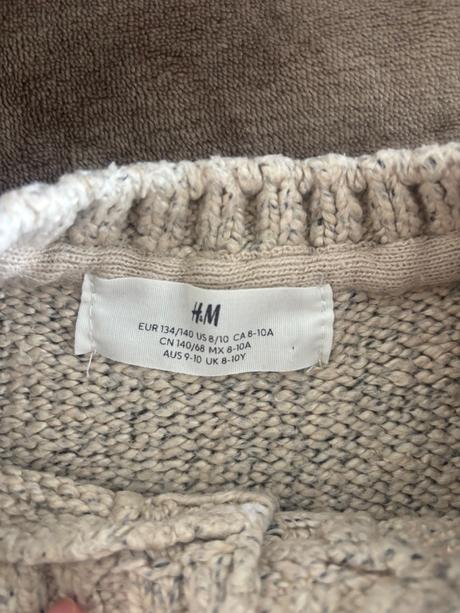 H&M
EUR 134/140 US 8/10 CA 8-10A
CN 140/68 MX 8-10A
AUS 9-10 UK 8-10Y